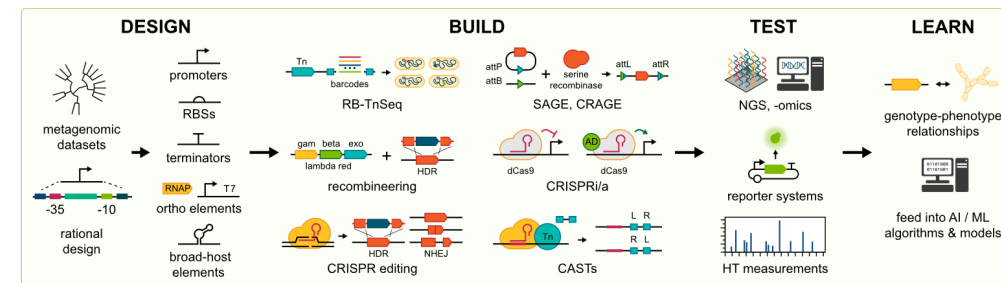 DESIGN
BUILD
TEST
LEARN
metagenomic
datasets
-35
-10
rational
design
promoters
RBSs
terminators
RNAP
T7
ortho elements
broad-host
elements
Tn
barcodes
RB-TnSeq
attP
attB
serine
recombinase
attL
attR
SAGE, CRAGE
gam
beta
exo
lambda red
HDR
recombineering
dCas9
AD
dCas9
CRISPRi/a
HDR
NHEJ
CRISPR editing
Tn
L R
R L
CASTs
NGS, -omics
reporter systems
HT measurements
genotype-phenotype
relationships
01101000
01101001
feed into AI / ML
algorithms & models